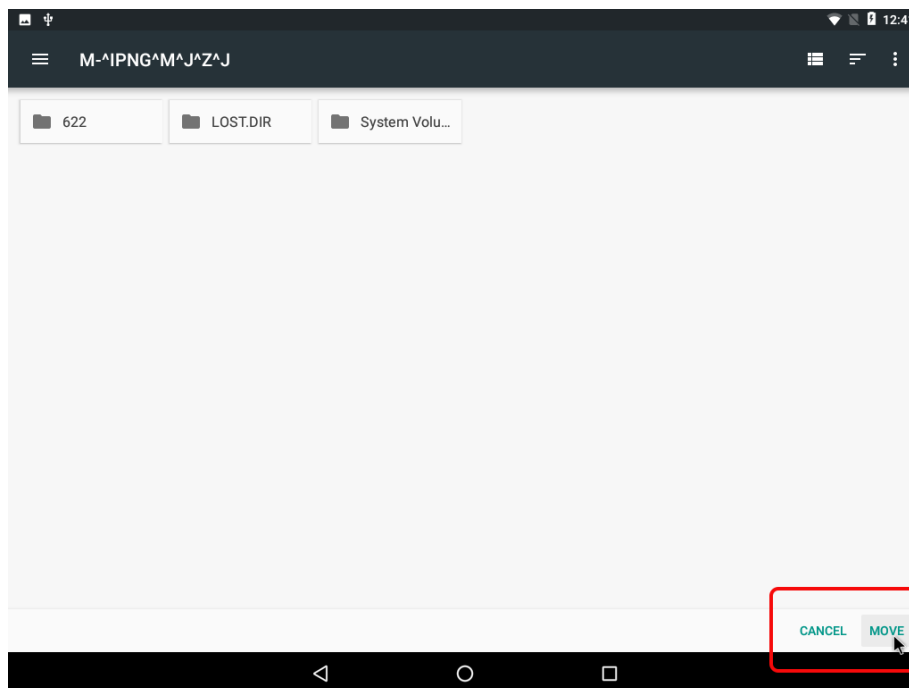 12:4
M-^IPNG^M^J^Z^J
622
LOST.DIR
System Volu...
CANCEL
MOVE